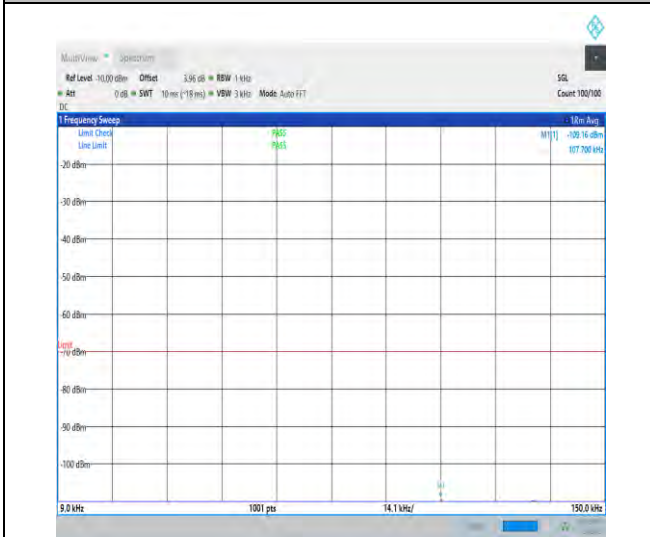 MultiView Spectrum
Ref Level -10.00 dBm Offset 3.96 dB RBW 1 kHz SGL
Att 0 dB SWT 10 ms (~18 ms) VBW 3 kHz Mode Auto FFT Count 100/100
DC
1 Frequency Sweep 1Rm Avg
Limit Check PASS M1[1] -109.16 dBm
Line Limit PASS 107.700 kHz
-20 dBm
-30 dBm
-40 dBm
-50 dBm
-60 dBm
Limit
-70 dBm
-80 dBm
-90 dBm
-100 dBm
M1
9.0 kHz 1001 pts 14.1 kHz/ 150.0 kHz